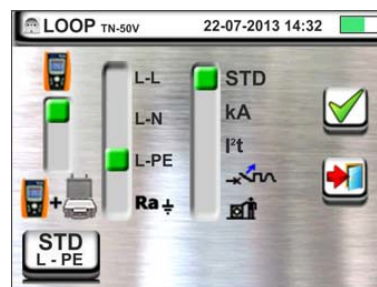 LOOP TN-50V 22-07-2013 14:32
L-L
L-N
L-PE
Ra
STD
kA
I²t
STD
L - PE